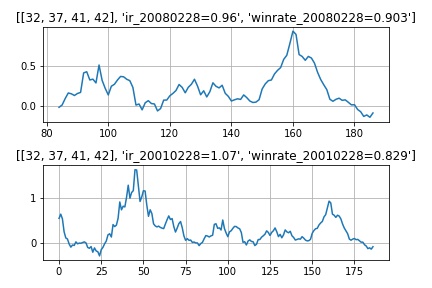 [[32, 37, 41, 42], 'ir_20080228=0.96', 'winrate_20080228=0.903']
0.5
0.0
80 100 120 140 160 180
[[32, 37, 41, 42], 'ir_20010228=1.07', 'winrate_20010228=0.829']
1
0
0 25 50 75 100 125 150 175